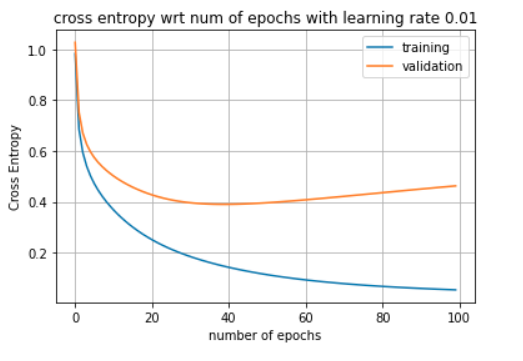 cross entropy wrt num of epochs with learning rate 0.01
training
validation
Cross Entropy
1.0
0.8
0.6
0.4
0.2
0 20 40 60 80 100
number of epochs